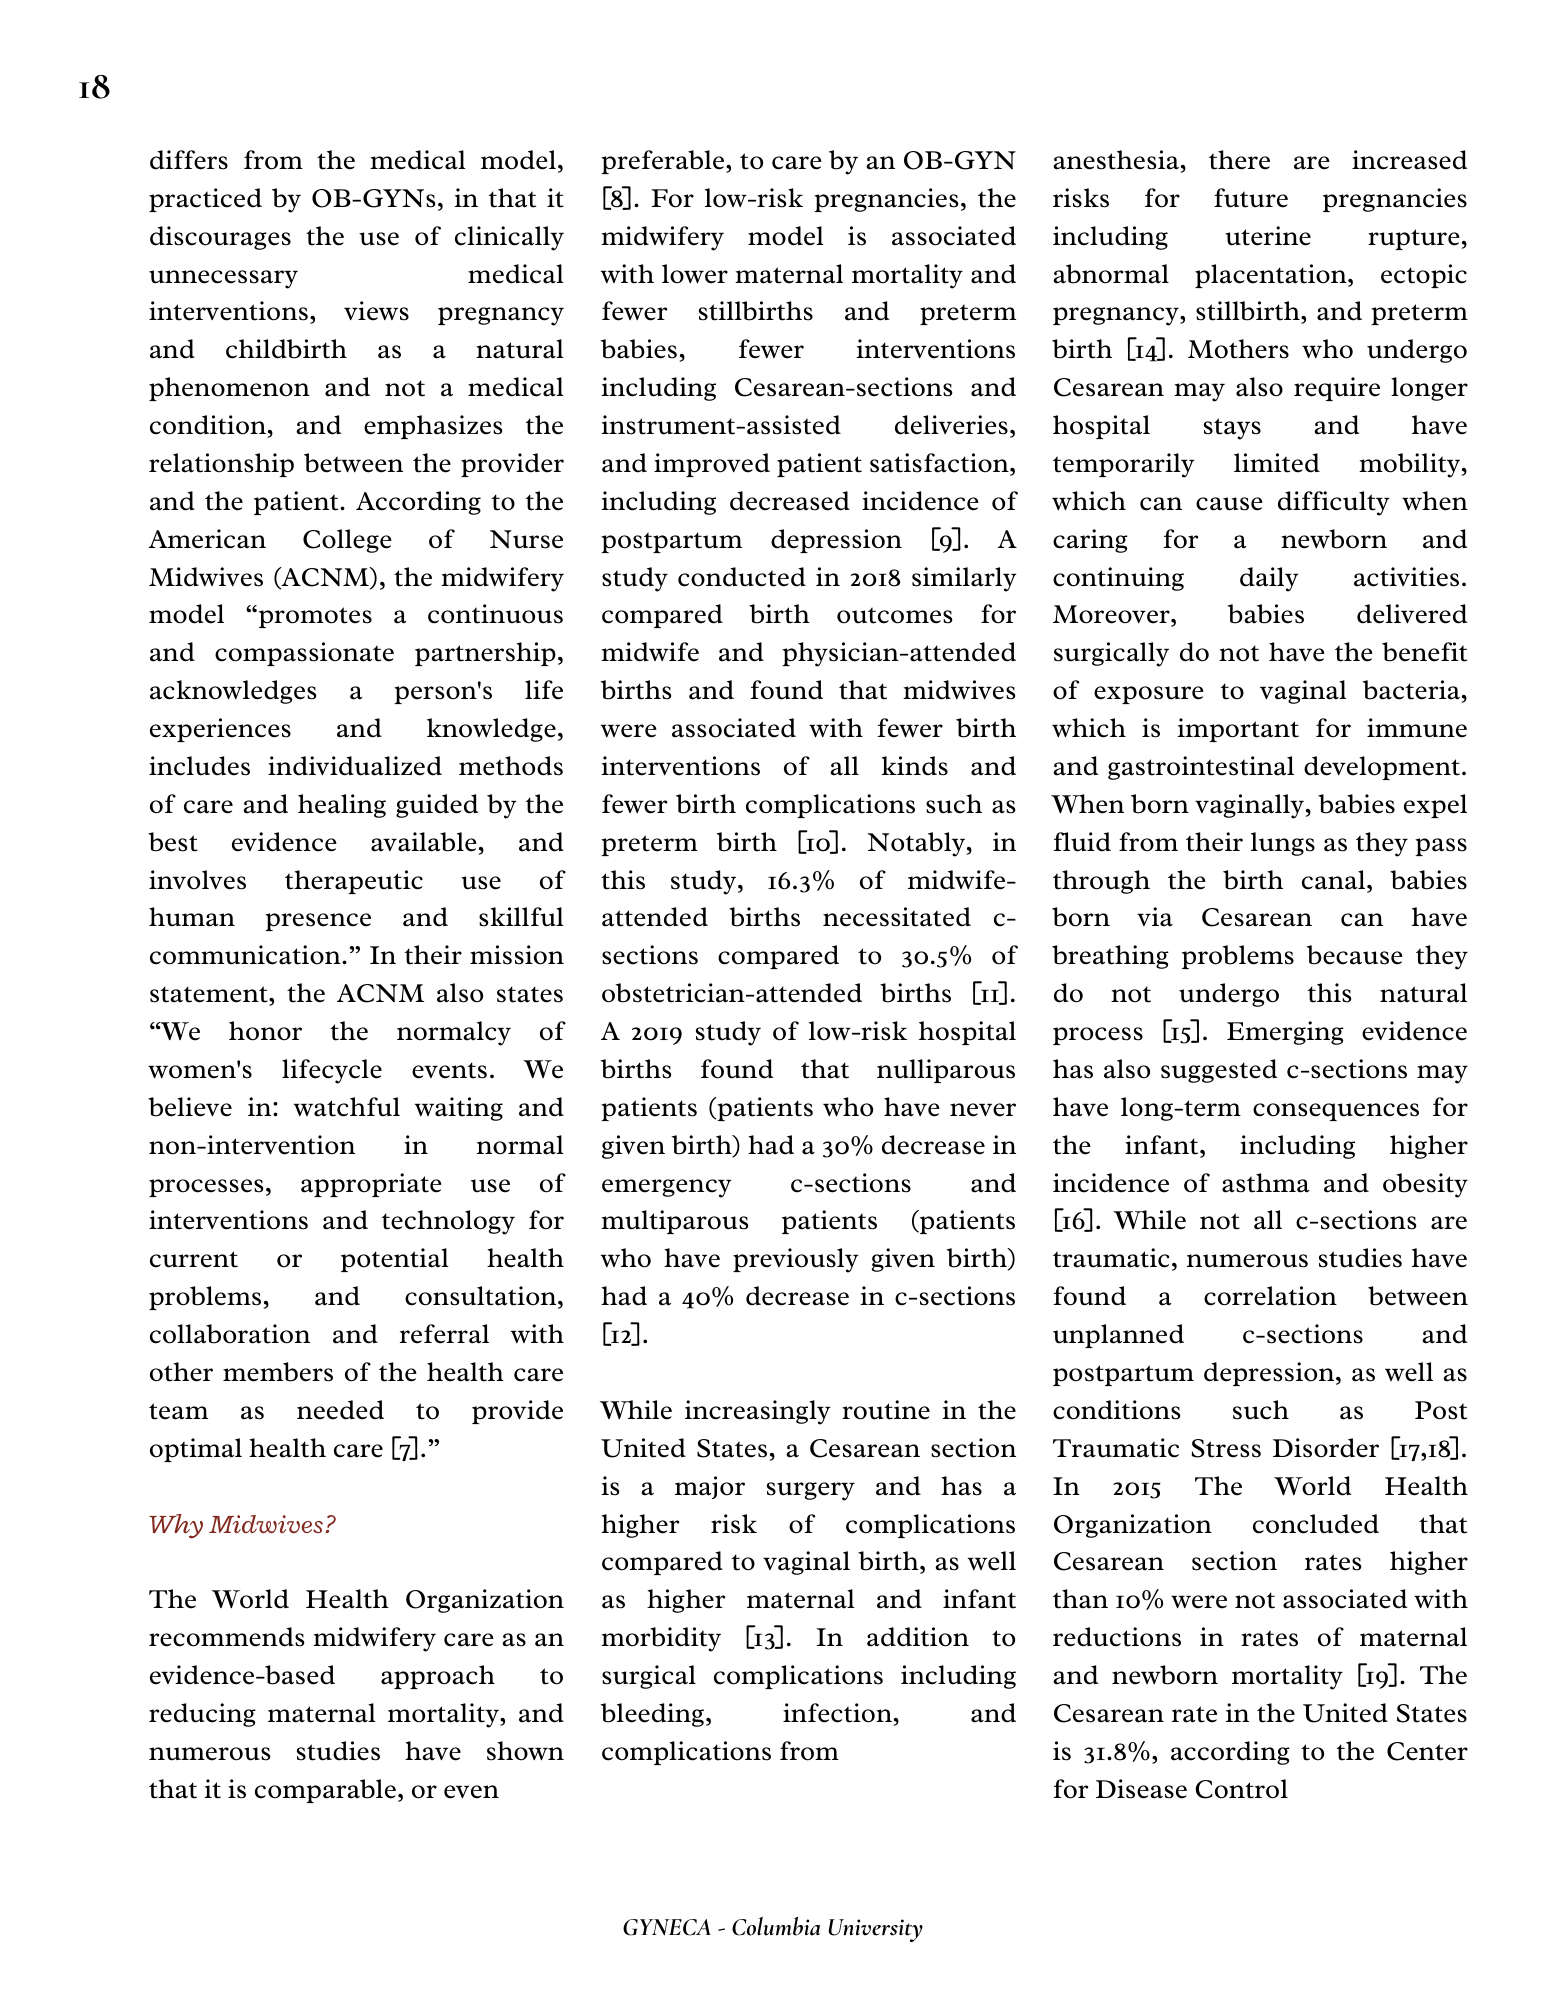 18
differs from the medical model,
practiced by OB-GYNs, in that it
discourages the use of clinically
unnecessary medical
interventions, views pregnancy
and childbirth as a natural
phenomenon and not a medical
condition, and emphasizes the
relationship between the provider
and the patient. According to the
American College of Nurse
Midwives (ACNM), the midwifery
model “promotes a continuous
and compassionate partnership,
acknowledges a person's life
experiences and knowledge,
includes individualized methods
of care and healing guided by the
best evidence available, and
involves therapeutic use of
human presence and skillful
communication.” In their mission
statement, the ACNM also states
“We honor the normalcy of
women's lifecycle events. We
believe in: watchful waiting and
non-intervention in normal
processes, appropriate use of
interventions and technology for
current or potential health
problems, and consultation,
collaboration and referral with
other members of the health care
team as needed to provide
optimal health care [7].”
Why Midwives?
The World Health Organization
recommends midwifery care as an
evidence-based approach to
reducing maternal mortality, and
numerous studies have shown
that it is comparable, or even
preferable, to care by an OB-GYN
[8]. For low-risk pregnancies, the
midwifery model is associated
with lower maternal mortality and
fewer stillbirths and preterm
babies, fewer interventions
including Cesarean-sections and
instrument-assisted deliveries,
and improved patient satisfaction,
including decreased incidence of
postpartum depression [9]. A
study conducted in 2018 similarly
compared birth outcomes for
midwife and physician-attended
births and found that midwives
were associated with fewer birth
interventions of all kinds and
fewer birth complications such as
preterm birth [10]. Notably, in
this study, 16.3% of midwife-
attended births necessitated c-
sections compared to 30.5% of
obstetrician-attended births [11].
A 2019 study of low-risk hospital
births found that nulliparous
patients (patients who have never
given birth) had a 30% decrease in
emergency c-sections and
multiparous patients (patients
who have previously given birth)
had a 40% decrease in c-sections
[12].
While increasingly routine in the
United States, a Cesarean section
is a major surgery and has a
higher risk of complications
compared to vaginal birth, as well
as higher maternal and infant
morbidity [13]. In addition to
surgical complications including
bleeding, infection, and
complications from
anesthesia, there are increased
risks for future pregnancies
including uterine rupture,
abnormal placentation, ectopic
pregnancy, stillbirth, and preterm
birth [14]. Mothers who undergo
Cesarean may also require longer
hospital stays and have
temporarily limited mobility,
which can cause difficulty when
caring for a newborn and
continuing daily activities.
Moreover, babies delivered
surgically do not have the benefit
of exposure to vaginal bacteria,
which is important for immune
and gastrointestinal development.
When born vaginally, babies expel
fluid from their lungs as they pass
through the birth canal, babies
born via Cesarean can have
breathing problems because they
do not undergo this natural
process [15]. Emerging evidence
has also suggested c-sections may
have long-term consequences for
the infant, including higher
incidence of asthma and obesity
[16]. While not all c-sections are
traumatic, numerous studies have
found a correlation between
unplanned c-sections and
postpartum depression, as well as
conditions such as Post
Traumatic Stress Disorder [17,18].
In 2015 The World Health
Organization concluded that
Cesarean section rates higher
than 10% were not associated with
reductions in rates of maternal
and newborn mortality [19]. The
Cesarean rate in the United States
is 31.8%, according to the Center
for Disease Control
GYNECA - Columbia University